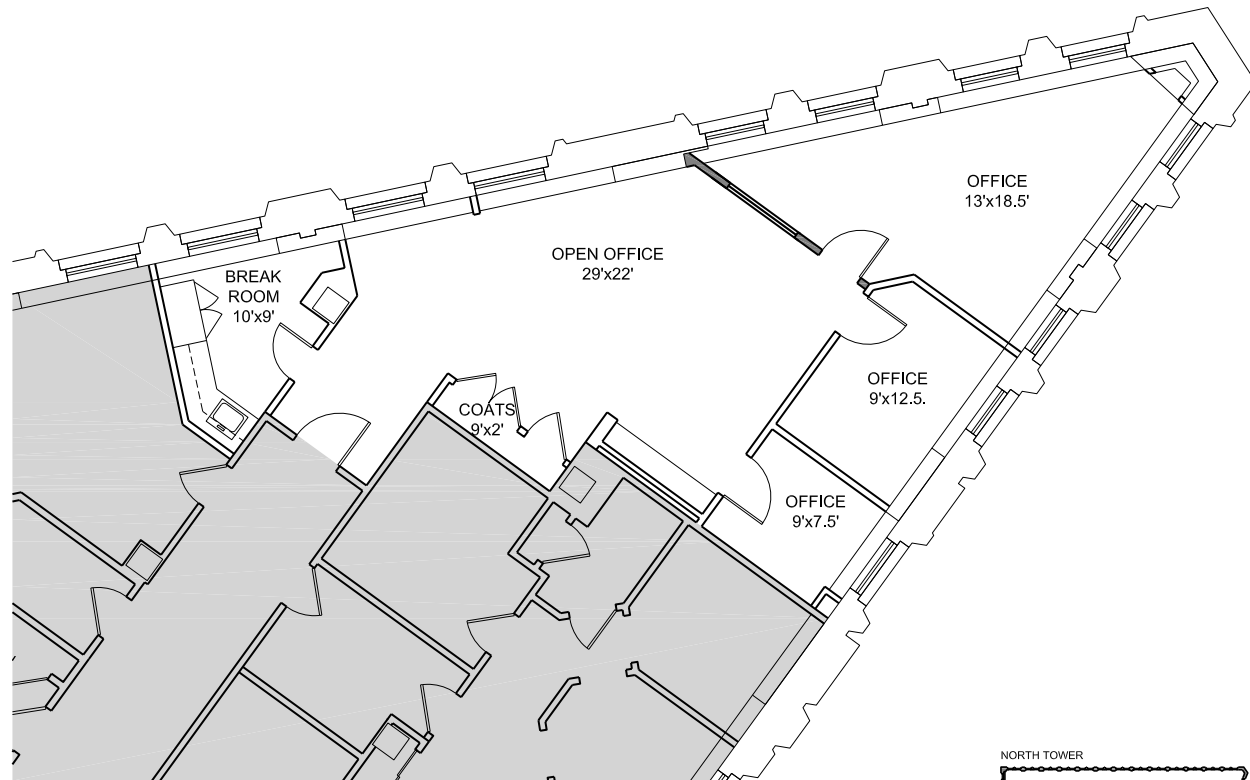 OFFICE
13'x18.5'
OPEN OFFICE
29'x22'
BREAK
ROOM
10'x9'
OFFICE
9'x12.5.
COATS
9'x2'
OFFICE
9'x7.5'
NORTH TOWER